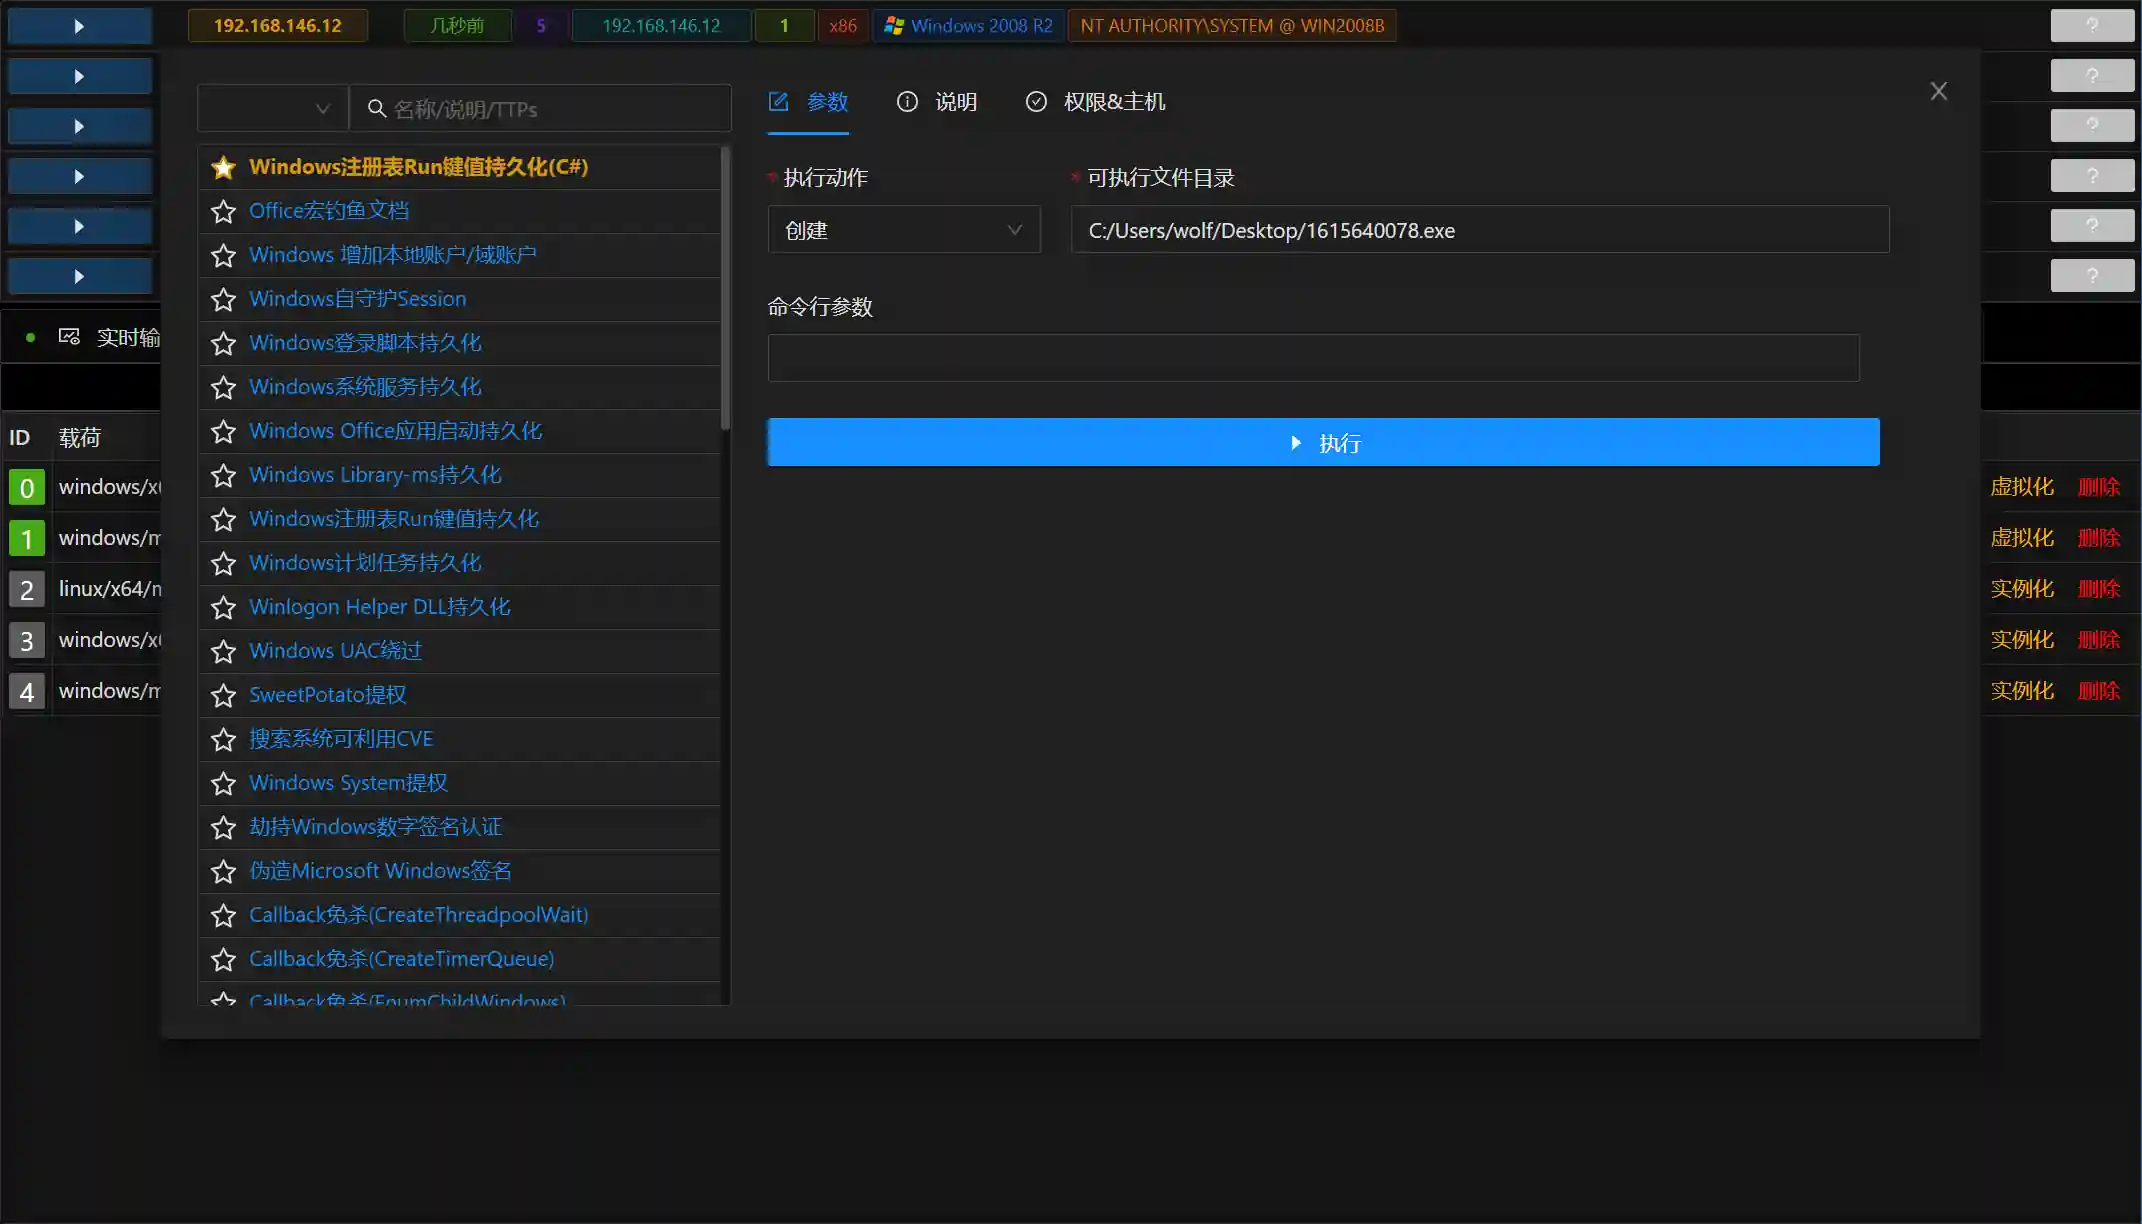 192.168.146.12 几秒前 5 192.168.146.12 1 x86 Windows 2008 R2 NT AUTHORITY\SYSTEM @ WIN2008B ?
?
?
?
?
?
名称/说明/TTPs
Windows注册表Run键值持久化(C#)
Office宏钓鱼文档
Windows 增加本地账户/域账户
Windows自守护Session
Windows登录脚本持久化
Windows系统服务持久化
Windows Office应用启动持久化
Windows Library-ms持久化
Windows注册表Run键值持久化
Windows计划任务持久化
Winlogon Helper DLL持久化
Windows UAC绕过
SweetPotato提权
搜索系统可利用CVE
Windows System提权
劫持Windows数字签名认证
伪造Microsoft Windows签名
Callback免杀(CreateThreadpoolWait)
Callback免杀(CreateTimerQueue)
Callback免杀(EnumChildWindows)
参数 说明 权限&主机
* 执行动作 * 可执行文件目录
创建 C:/Users/wolf/Desktop/1615640078.exe
命令行参数
执行
实时输
ID 载荷
0 windows/x 虚拟化 删除
1 windows/m 虚拟化 删除
2 linux/x64/m 实例化 删除
3 windows/x 实例化 删除
4 windows/m 实例化 删除